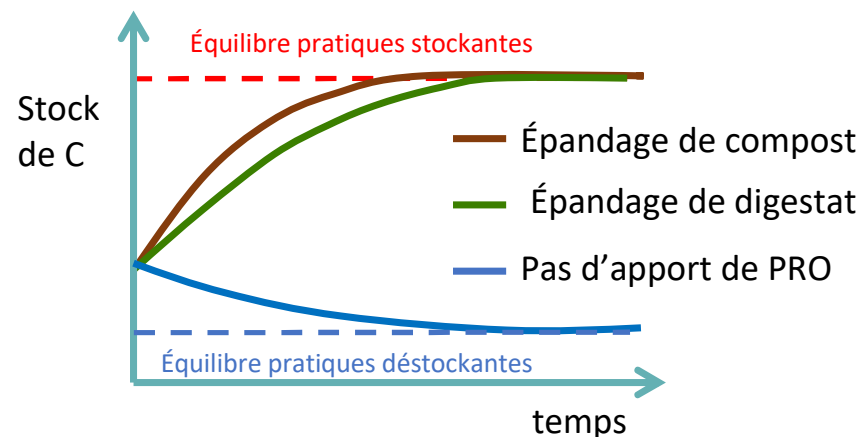 Équilibre pratiques stockantes
Stock
de C
Épandage de compost
Épandage de digestat
Pas d’apport de PRO
Équilibre pratiques déstockantes
temps